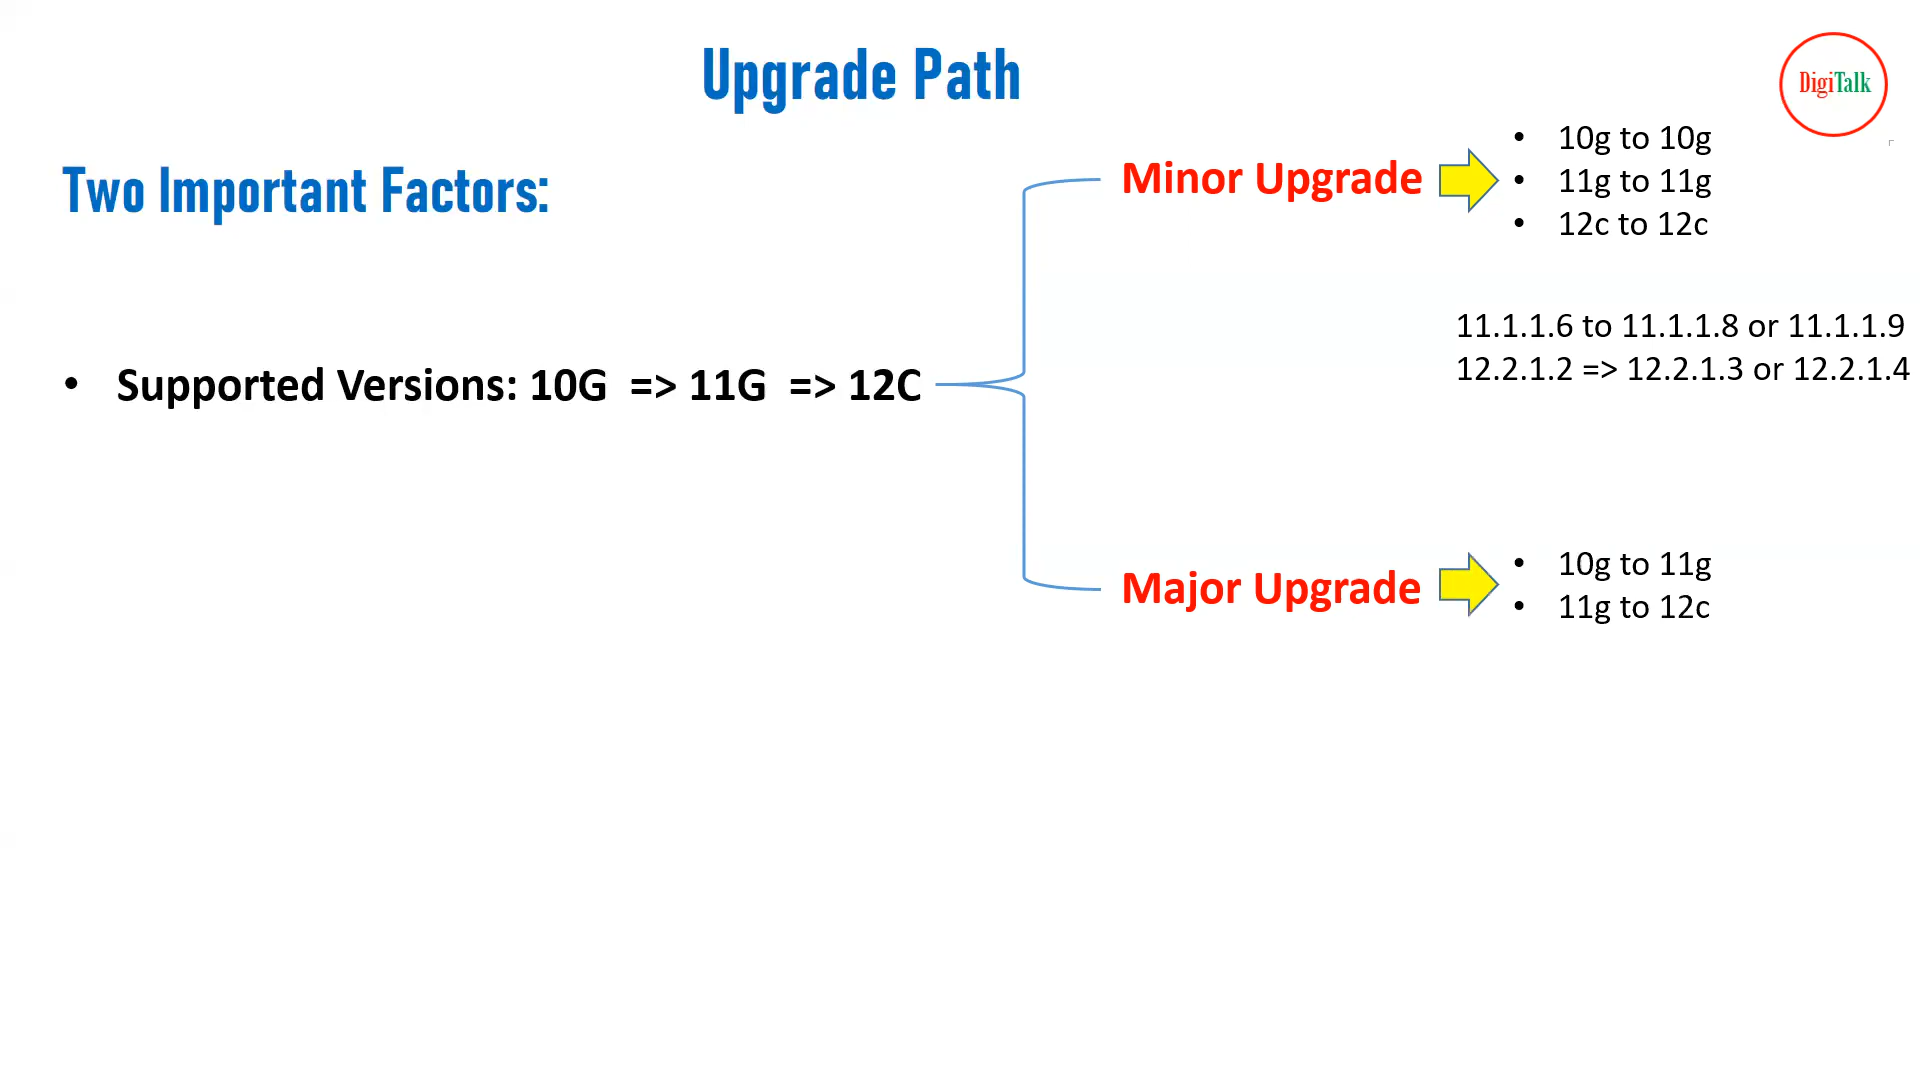 Upgrade Path
DigiTalk
Two Important Factors:
• Supported Versions: 10G => 11G => 12C
Minor Upgrade
• 10g to 10g
• 11g to 11g
• 12c to 12c
11.1.1.6 to 11.1.1.8 or 11.1.1.9
12.2.1.2 => 12.2.1.3 or 12.2.1.4
Major Upgrade
• 10g to 11g
• 11g to 12c